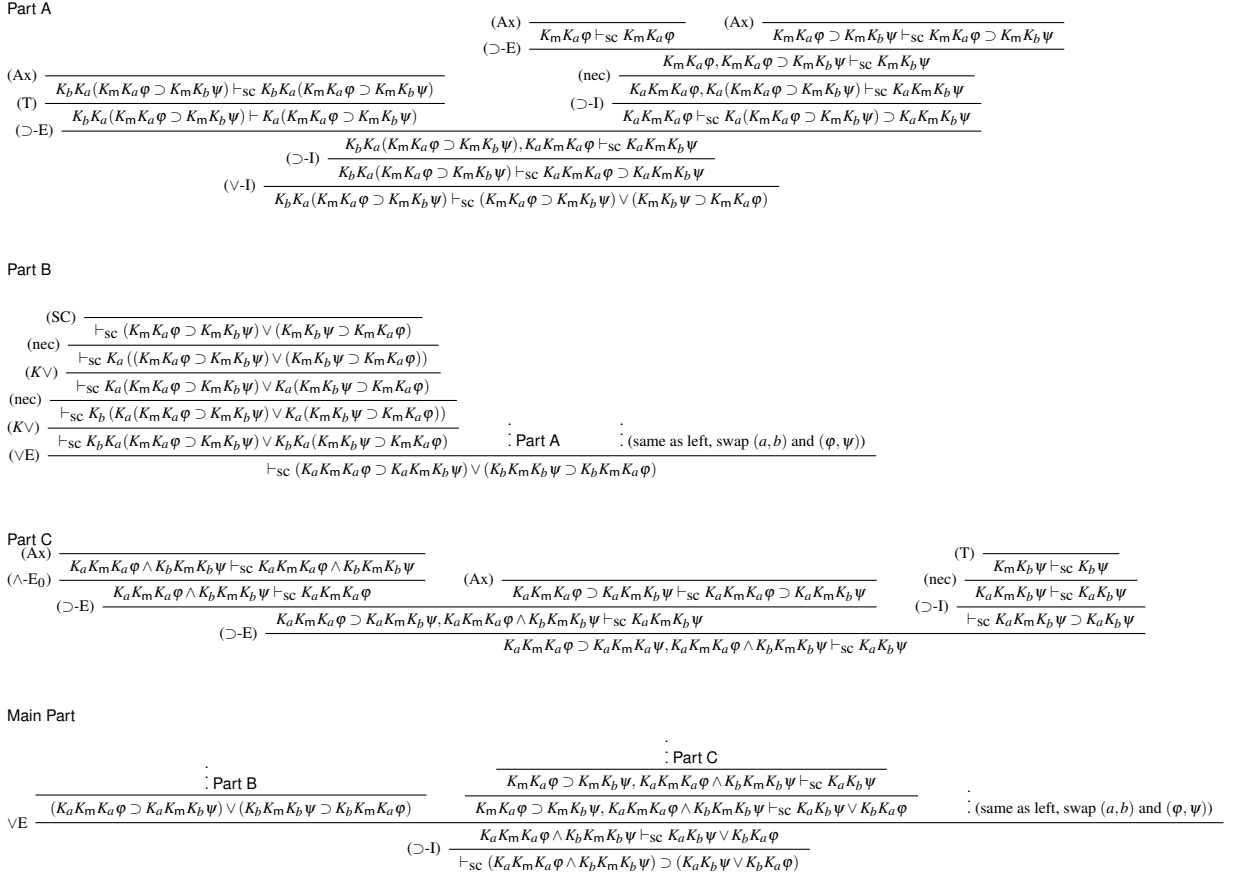 Part A
(Ax) K_m K_a φ ⊢_SC K_m K_a φ (Ax) K_m K_a φ ⊃ K_m K_b ψ ⊢_SC K_m K_a φ ⊃ K_m K_b ψ
(⊃-E) K_m K_a φ, K_m K_a φ ⊃ K_m K_b ψ ⊢_SC K_m K_b ψ
(Ax) K_b K_a (K_m K_a φ ⊃ K_m K_b ψ) ⊢_SC K_b K_a (K_m K_a φ ⊃ K_m K_b ψ) (nec) K_a K_m K_a φ, K_a (K_m K_a φ ⊃ K_m K_b ψ) ⊢_SC K_a K_m K_b ψ
(T) K_b K_a (K_m K_a φ ⊃ K_m K_b ψ) ⊢ K_a (K_m K_a φ ⊃ K_m K_b ψ) (⊃-I) K_a K_m K_a φ ⊢_SC K_a (K_m K_a φ ⊃ K_m K_b ψ) ⊃ K_a K_m K_b ψ
(⊃-E) K_b K_a (K_m K_a φ ⊃ K_m K_b ψ), K_a K_m K_a φ ⊢_SC K_a K_m K_b ψ
(⊃-I) K_b K_a (K_m K_a φ ⊃ K_m K_b ψ) ⊢_SC K_a K_m K_a φ ⊃ K_a K_m K_b ψ
(∨-I) K_b K_a (K_m K_a φ ⊃ K_m K_b ψ) ⊢_SC (K_m K_a φ ⊃ K_m K_b ψ) ∨ (K_m K_b ψ ⊃ K_m K_a φ)
Part B
(SC) ⊢_SC (K_m K_a φ ⊃ K_m K_b ψ) ∨ (K_m K_b ψ ⊃ K_m K_a φ)
(nec) ⊢_SC K_a ((K_m K_a φ ⊃ K_m K_b ψ) ∨ (K_m K_b ψ ⊃ K_m K_a φ))
(K∨) ⊢_SC K_a (K_m K_a φ ⊃ K_m K_b ψ) ∨ K_a (K_m K_b ψ ⊃ K_m K_a φ)
(nec) ⊢_SC K_b (K_a (K_m K_a φ ⊃ K_m K_b ψ) ∨ K_a (K_m K_b ψ ⊃ K_m K_a φ))
(K∨) ⊢_SC K_b K_a (K_m K_a φ ⊃ K_m K_b ψ) ∨ K_b K_a (K_m K_b ψ ⊃ K_m K_a φ) ⋮ Part A ⋮ (same as left, swap (a, b) and (φ, ψ))
(∨E) ⊢_SC (K_a K_m K_a φ ⊃ K_a K_m K_b ψ) ∨ (K_b K_m K_b ψ ⊃ K_b K_m K_a φ)
Part C
(Ax) K_a K_m K_a φ ∧ K_b K_m K_b ψ ⊢_SC K_a K_m K_a φ ∧ K_b K_m K_b ψ (T) K_m K_b ψ ⊢_SC K_b ψ
(∧-E_0) K_a K_m K_a φ ∧ K_b K_m K_b ψ ⊢_SC K_a K_m K_a φ (Ax) K_a K_m K_a φ ⊃ K_a K_m K_b ψ ⊢_SC K_a K_m K_a φ ⊃ K_a K_m K_b ψ (nec) K_a K_m K_b ψ ⊢_SC K_a K_b ψ
(⊃-E) K_a K_m K_a φ ⊃ K_a K_m K_b ψ, K_a K_m K_a φ ∧ K_b K_m K_b ψ ⊢_SC K_a K_m K_b ψ (⊃-I) ⊢_SC K_a K_m K_b ψ ⊃ K_a K_b ψ
(⊃-E) K_a K_m K_a φ ⊃ K_a K_m K_a ψ, K_a K_m K_a φ ∧ K_b K_m K_b ψ ⊢_SC K_a K_b ψ
Main Part
⋮ Part C
⋮ Part B K_m K_a φ ⊃ K_m K_b ψ, K_a K_m K_a φ ∧ K_b K_m K_b ψ ⊢_SC K_a K_b ψ
(K_a K_m K_a φ ⊃ K_a K_m K_b ψ) ∨ (K_b K_m K_b ψ ⊃ K_b K_m K_a φ) K_m K_a φ ⊃ K_m K_b ψ, K_a K_m K_a φ ∧ K_b K_m K_b ψ ⊢_SC K_a K_b ψ ∨ K_b K_a φ ⋮ (same as left, swap (a, b) and (φ, ψ))
∨E K_a K_m K_a φ ∧ K_b K_m K_b ψ ⊢_SC K_a K_b ψ ∨ K_b K_a φ
(⊃-I) ⊢_SC (K_a K_m K_a φ ∧ K_b K_m K_b ψ) ⊃ (K_a K_b ψ ∨ K_b K_a φ)